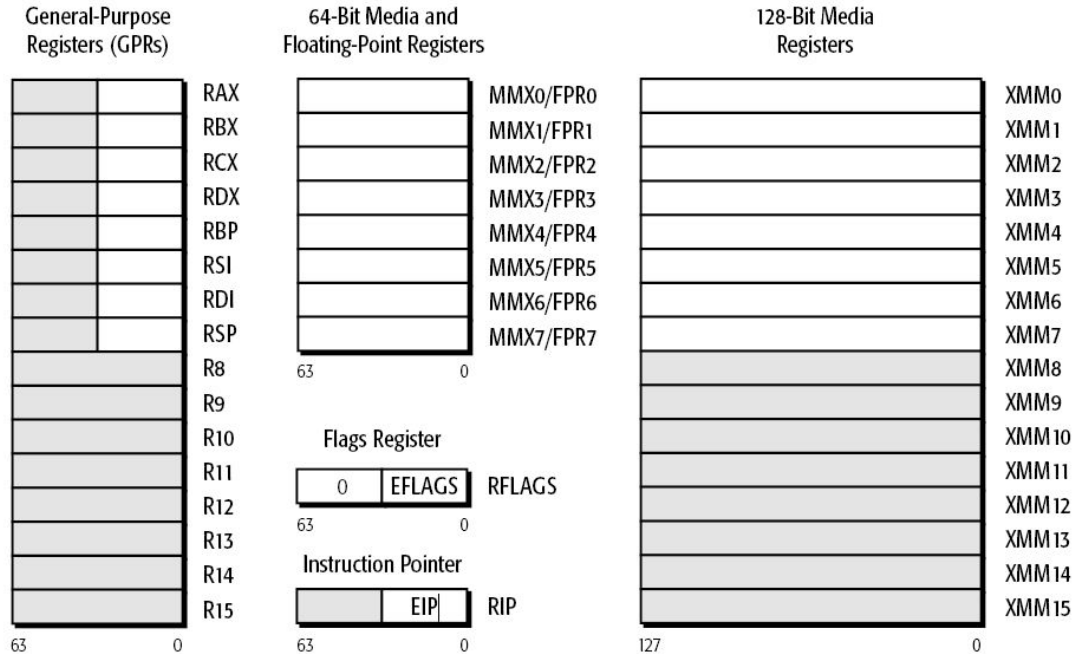 General-Purpose
Registers (GPRs)
RAX
RBX
RCX
RDX
RBP
RSI
RDI
RSP
R8
R9
R10
R11
R12
R13
R14
R15
63 0
64-Bit Media and
Floating-Point Registers
MMX0/FPR0
MMX1/FPR1
MMX2/FPR2
MMX3/FPR3
MMX4/FPR4
MMX5/FPR5
MMX6/FPR6
MMX7/FPR7
63 0
Flags Register
0 EFLAGS RFLAGS
63 0
Instruction Pointer
EIP RIP
63 0
128-Bit Media
Registers
XMM0
XMM1
XMM2
XMM3
XMM4
XMM5
XMM6
XMM7
XMM8
XMM9
XMM10
XMM11
XMM12
XMM13
XMM14
XMM15
127 0